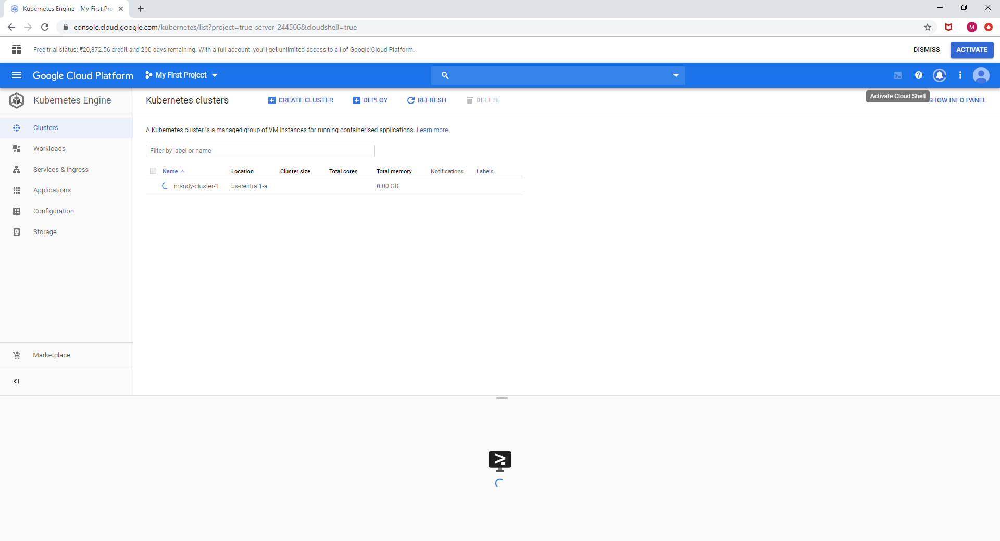 Kubernetes Engine - My First Pro
console.cloud.google.com/kubernetes/list?project=true-server-244506&cloudshell=true
M
Free trial status: ₹20,872.56 credit and 200 days remaining. With a full account, you'll get unlimited access to all of Google Cloud Platform.
DISMISS
ACTIVATE
Google Cloud Platform
My First Project
Kubernetes Engine
Kubernetes clusters
CREATE CLUSTER
DEPLOY
REFRESH
DELETE
Activate Cloud Shell
SHOW INFO PANEL
Clusters
Workloads
Services & Ingress
Applications
Configuration
Storage
Marketplace
A Kubernetes cluster is a managed group of VM instances for running containerised applications. Learn more
Filter by label or name
Name Location Cluster size Total cores Total memory Notifications Labels
mandy-cluster-1 us-central1-a 0.00 GB